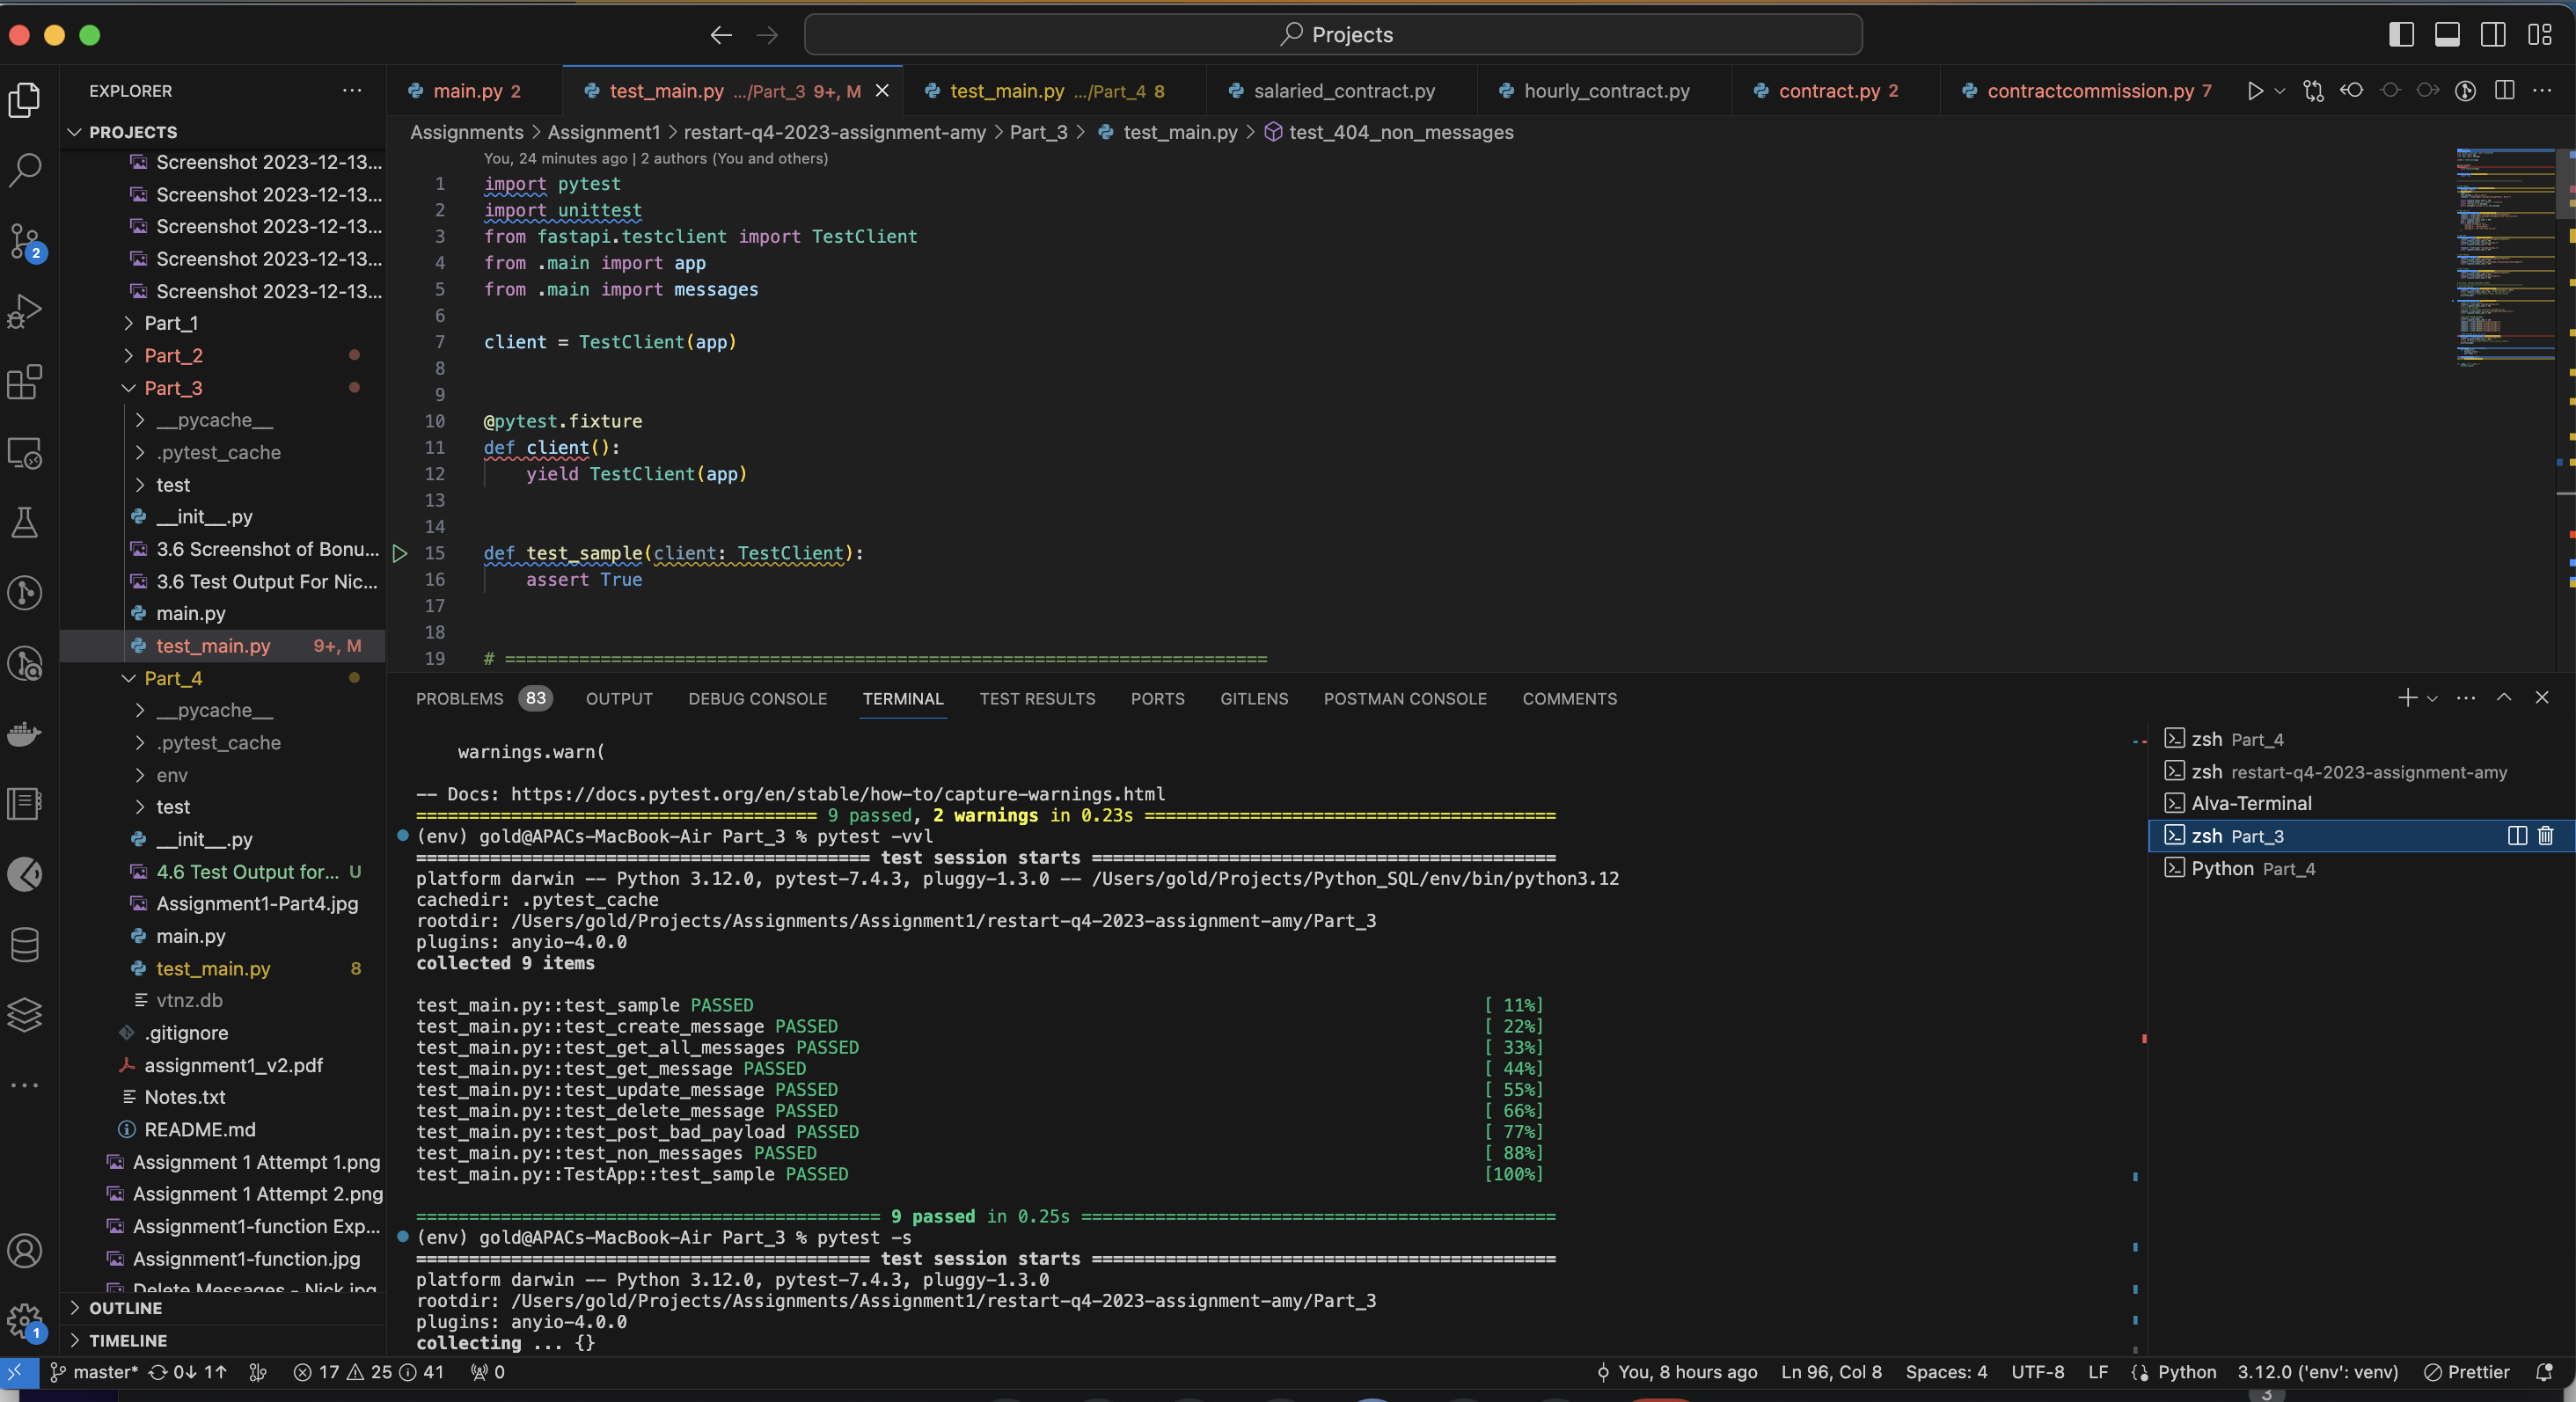 Projects
EXPLORER
main.py 2
test_main.py .../Part_3 9+, M
test_main.py .../Part_4 8
salaried_contract.py
hourly_contract.py
contract.py 2
contractcommission.py 7
PROJECTS
Screenshot 2023-12-13...
Screenshot 2023-12-13...
Screenshot 2023-12-13...
Screenshot 2023-12-13...
Screenshot 2023-12-13...
Part_1
Part_2
Part_3
__pycache__
.pytest_cache
test
__init__.py
3.6 Screenshot of Bonu...
3.6 Test Output For Nic...
main.py
test_main.py 9+, M
Part_4
__pycache__
.pytest_cache
env
test
__init__.py
4.6 Test Output for... U
Assignment1-Part4.jpg
main.py
test_main.py 8
vtnz.db
.gitignore
assignment1_v2.pdf
Notes.txt
README.md
Assignment 1 Attempt 1.png
Assignment 1 Attempt 2.png
Assignment1-function Exp...
Assignment1-function.jpg
Delete Messages - Nick.jpg
OUTLINE
TIMELINE
2
1
Assignments > Assignment1 > restart-q4-2023-assignment-amy > Part_3 > test_main.py > test_404_non_messages
You, 24 minutes ago | 2 authors (You and others)
1 import pytest
2 import unittest
3 from fastapi.testclient import TestClient
4 from .main import app
5 from .main import messages
6
7 client = TestClient(app)
8
9
10 @pytest.fixture
11 def client():
12 yield TestClient(app)
13
14
15 def test_sample(client: TestClient):
16 assert True
17
18
19 # ========================================================================
PROBLEMS 83 OUTPUT DEBUG CONSOLE TERMINAL TEST RESULTS PORTS GITLENS POSTMAN CONSOLE COMMENTS
warnings.warn(
-- Docs: https://docs.pytest.org/en/stable/how-to/capture-warnings.html
====================================== 9 passed, 2 warnings in 0.23s =======================================
(env) gold@APACs-MacBook-Air Part_3 % pytest -vvl
=========================================== test session starts ============================================
platform darwin -- Python 3.12.0, pytest-7.4.3, pluggy-1.3.0 -- /Users/gold/Projects/Python_SQL/env/bin/python3.12
cachedir: .pytest_cache
rootdir: /Users/gold/Projects/Assignments/Assignment1/restart-q4-2023-assignment-amy/Part_3
plugins: anyio-4.0.0
collected 9 items
test_main.py::test_sample PASSED [ 11%]
test_main.py::test_create_message PASSED [ 22%]
test_main.py::test_get_all_messages PASSED [ 33%]
test_main.py::test_get_message PASSED [ 44%]
test_main.py::test_update_message PASSED [ 55%]
test_main.py::test_delete_message PASSED [ 66%]
test_main.py::test_post_bad_payload PASSED [ 77%]
test_main.py::test_non_messages PASSED [ 88%]
test_main.py::TestApp::test_sample PASSED [100%]
============================================ 9 passed in 0.25s =============================================
(env) gold@APACs-MacBook-Air Part_3 % pytest -s
=========================================== test session starts ============================================
platform darwin -- Python 3.12.0, pytest-7.4.3, pluggy-1.3.0
rootdir: /Users/gold/Projects/Assignments/Assignment1/restart-q4-2023-assignment-amy/Part_3
plugins: anyio-4.0.0
collecting ... {}
zsh Part_4
zsh restart-q4-2023-assignment-amy
Alva-Terminal
zsh Part_3
Python Part_4
master* 0↓ 1↑ 17 25 41 0
You, 8 hours ago Ln 96, Col 8 Spaces: 4 UTF-8 LF Python 3.12.0 ('env': venv) Prettier
3